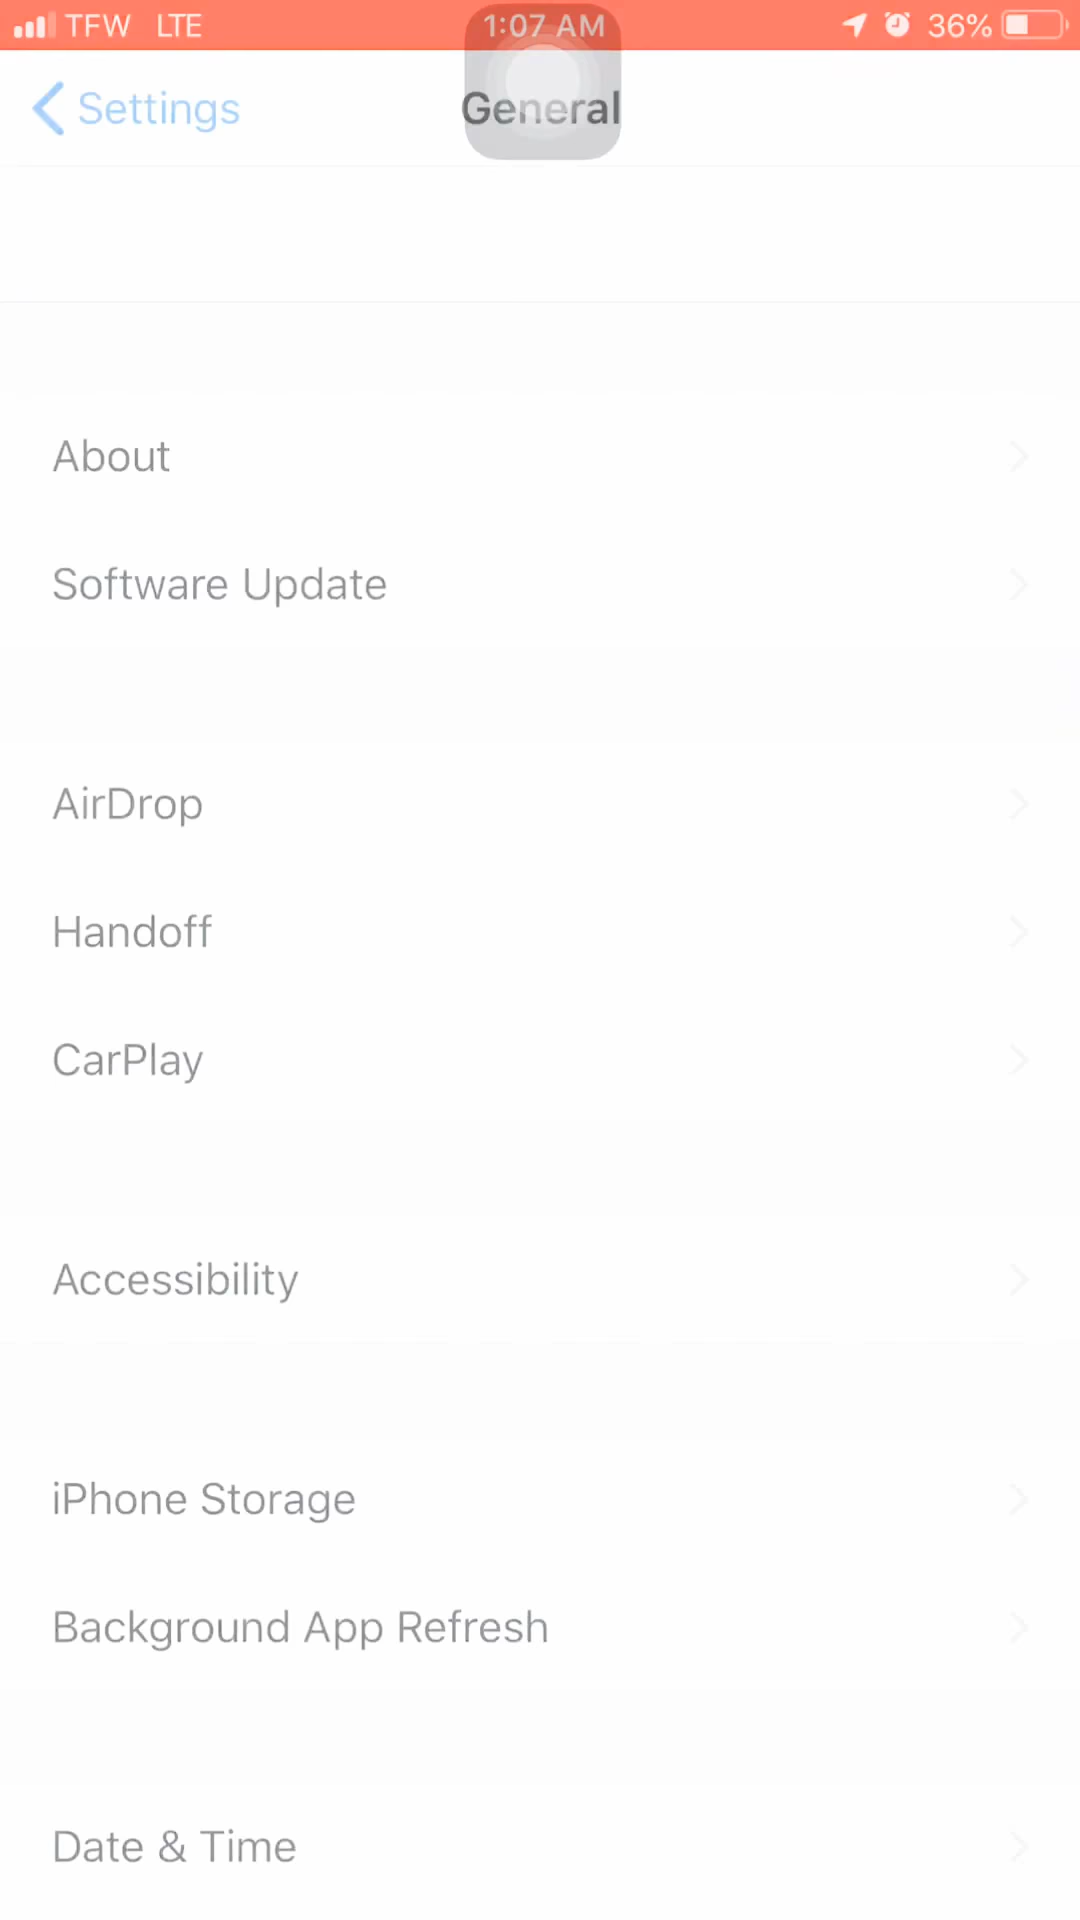 TFW LTE 1:07 AM 36%
Settings General
About
Software Update
AirDrop
Handoff
CarPlay
Accessibility
iPhone Storage
Background App Refresh
Date & Time